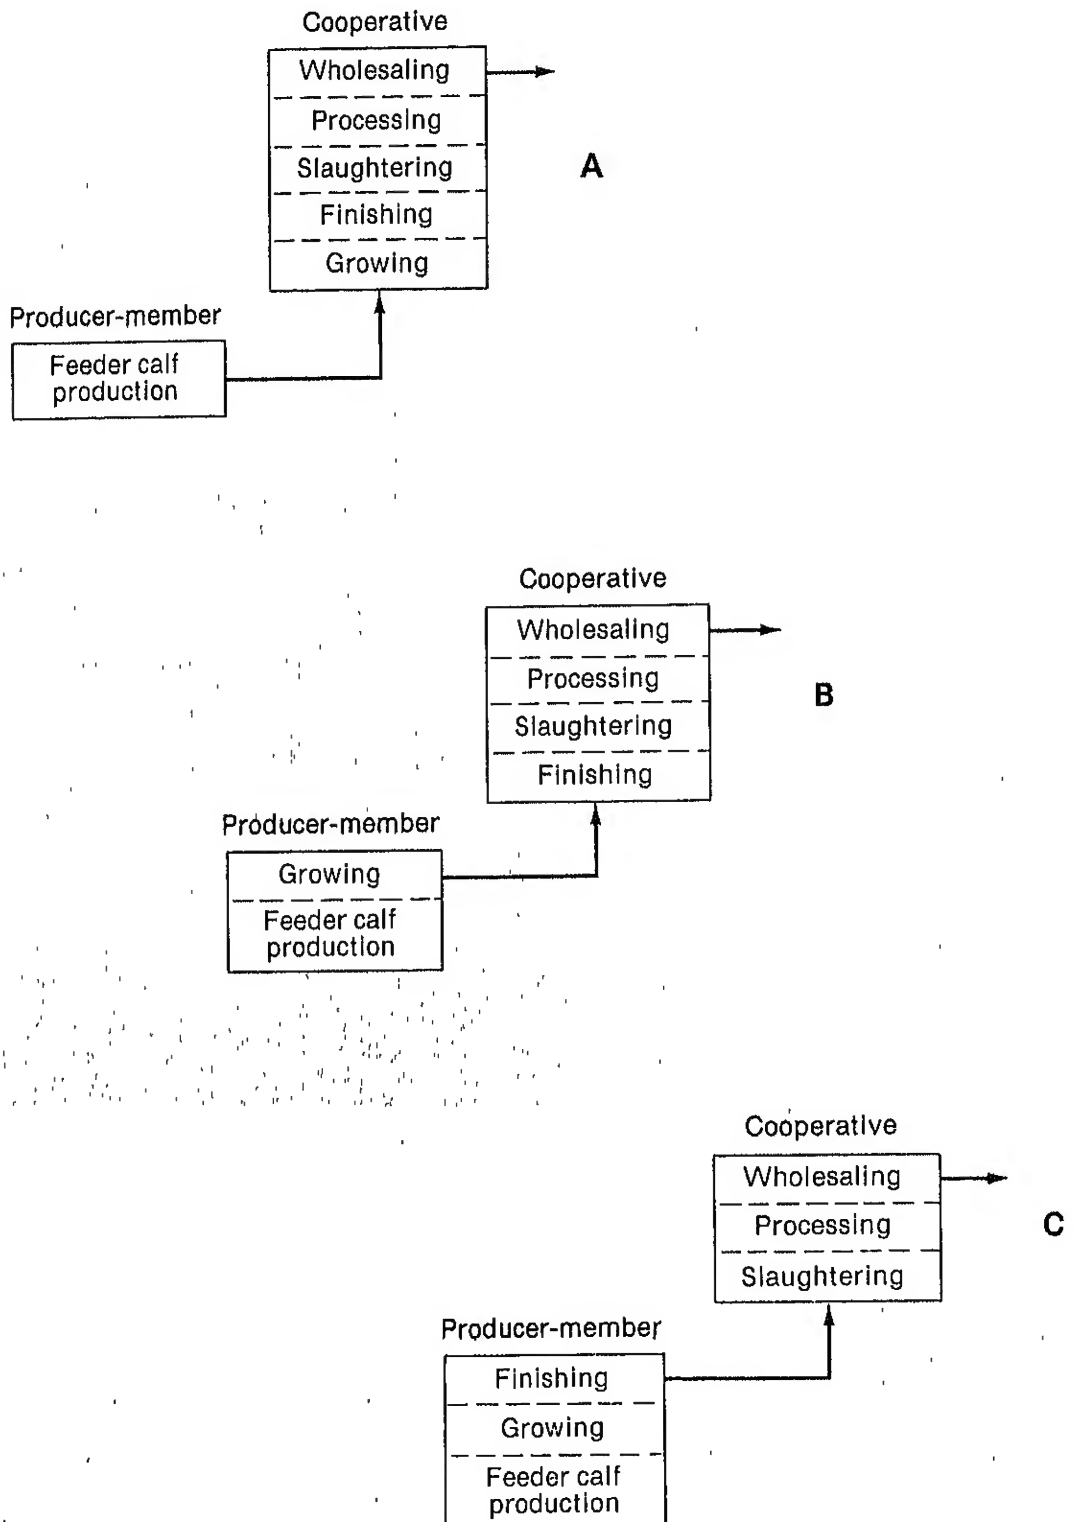 Cooperative
Wholesaling
Processing
Slaughtering
Finishing
Growing
A
Producer-member
Feeder calf
production
Cooperative
Wholesaling
Processing
Slaughtering
Finishing
B
Producer-member
Growing
Feeder calf
production
Cooperative
Wholesaling
Processing
Slaughtering
C
Producer-member
Finishing
Growing
Feeder calf
production